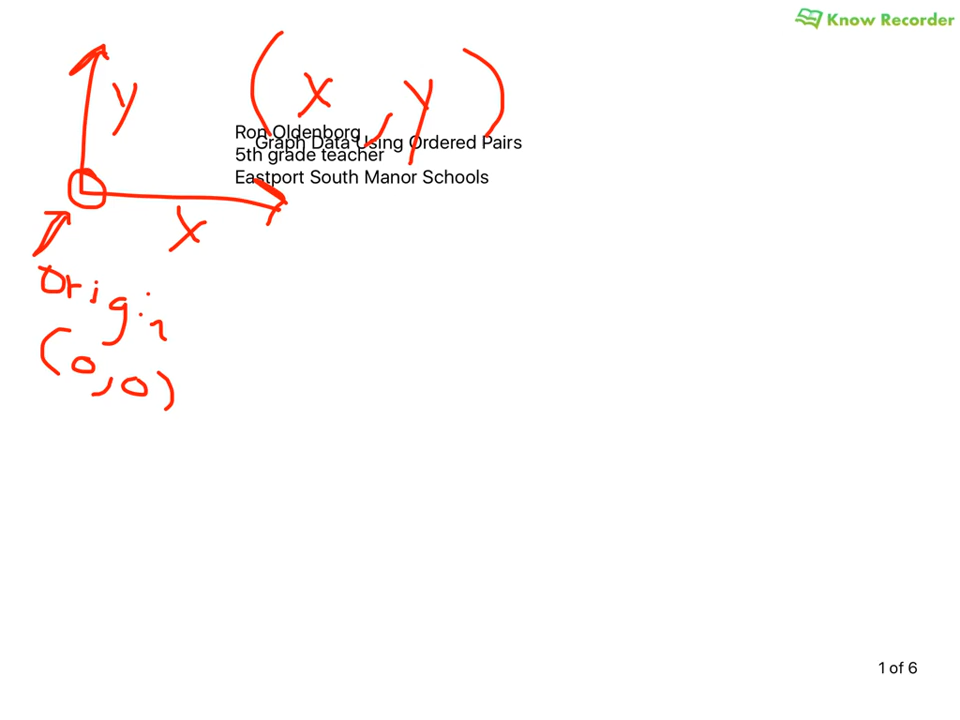 Know Recorder
y
(x, y)
Ron Oldenborg
Graph Data Using Ordered Pairs
5th grade teacher
Eastport South Manor Schools
x
origin
(0,0)
1 of 6